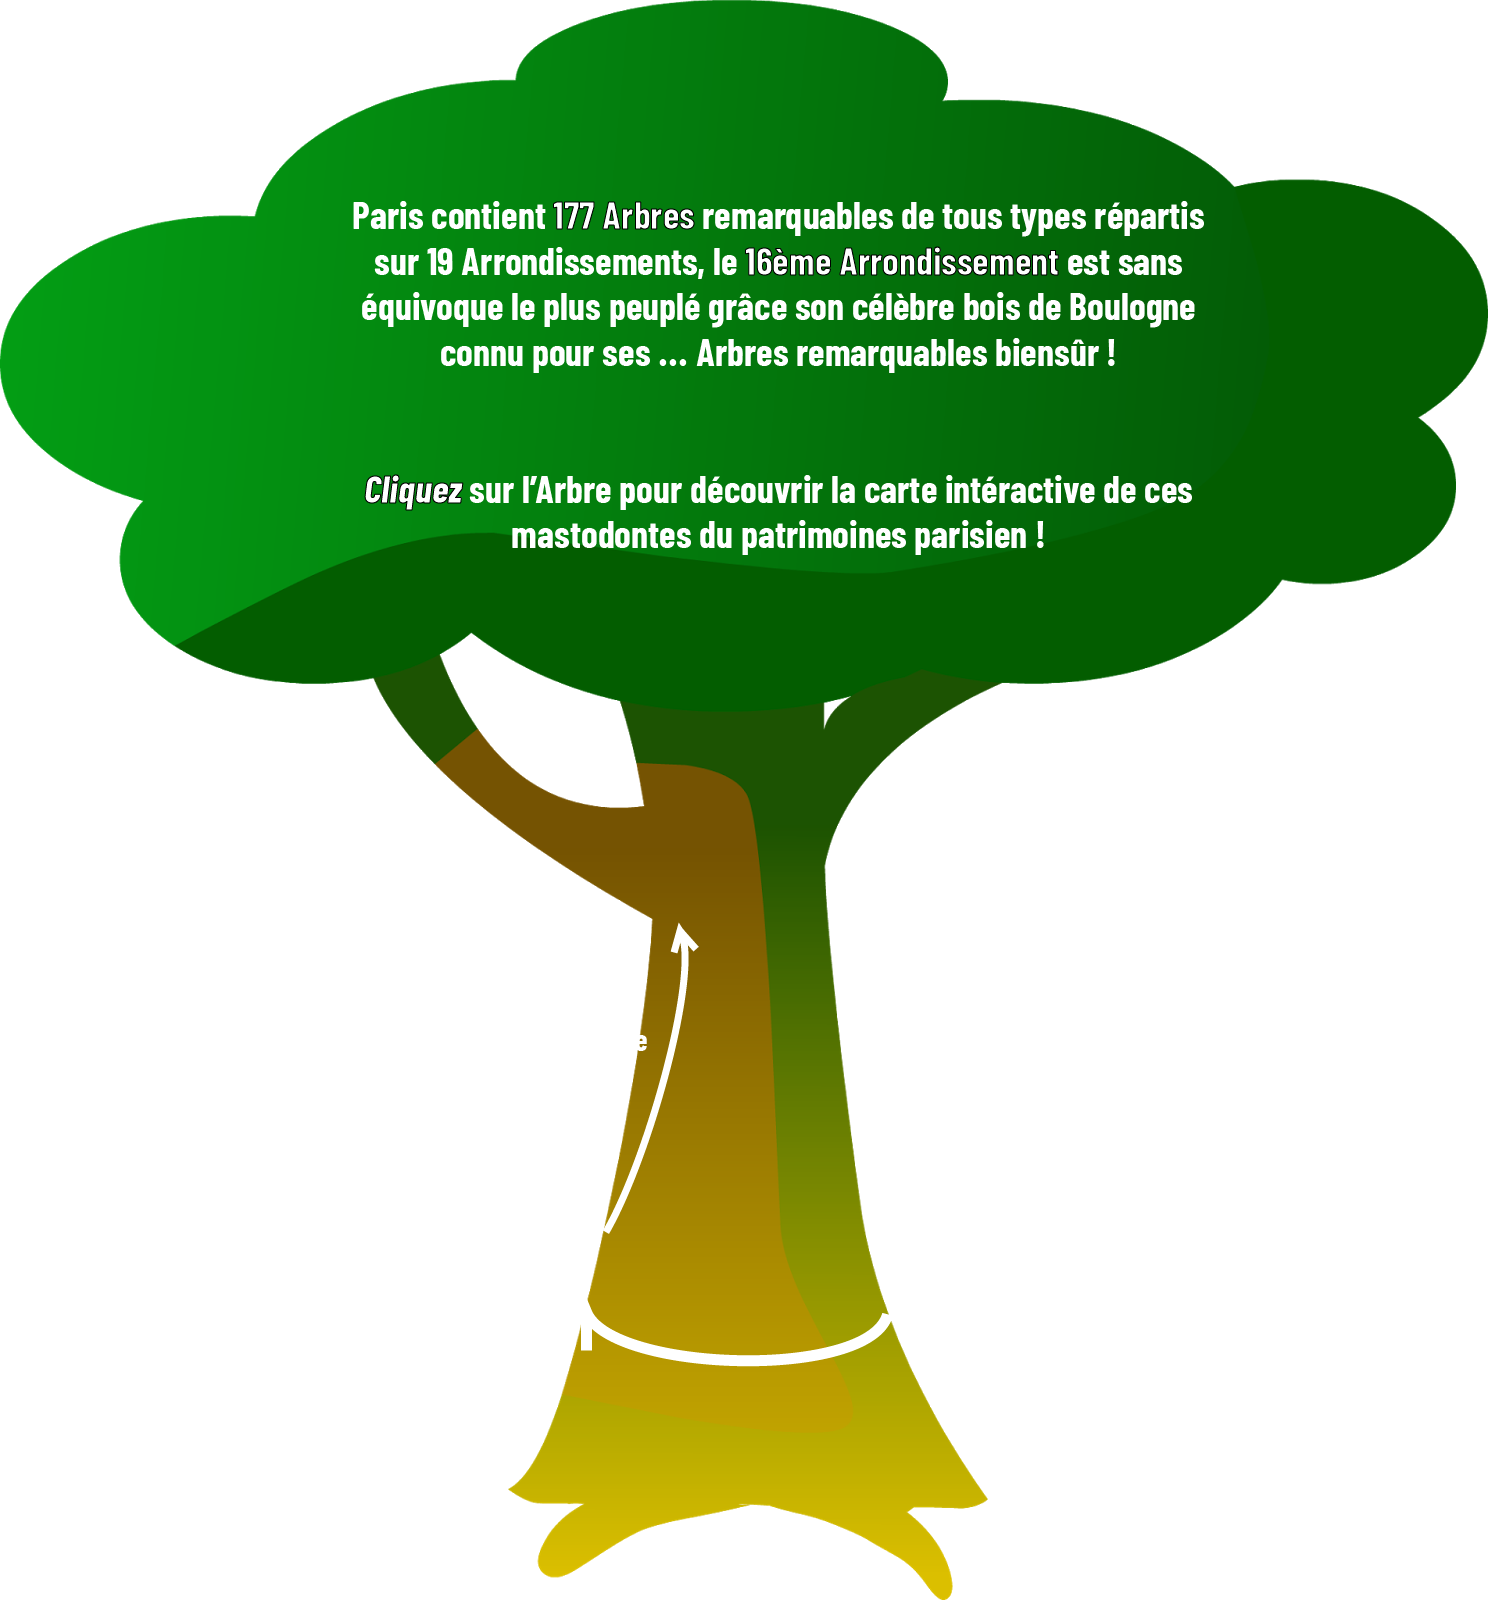 Paris contient 177 Arbres remarquables de tous types répartis
sur 19 Arrondissements, le 16ème Arrondissement est sans
équivoque le plus peuplé grâce son célèbre bois de Boulogne
connu pour ses ... Arbres remarquables biensûr !
Cliquez sur l’Arbre pour découvrir la carte intéractive de ces
mastodontes du patrimoines parisien !